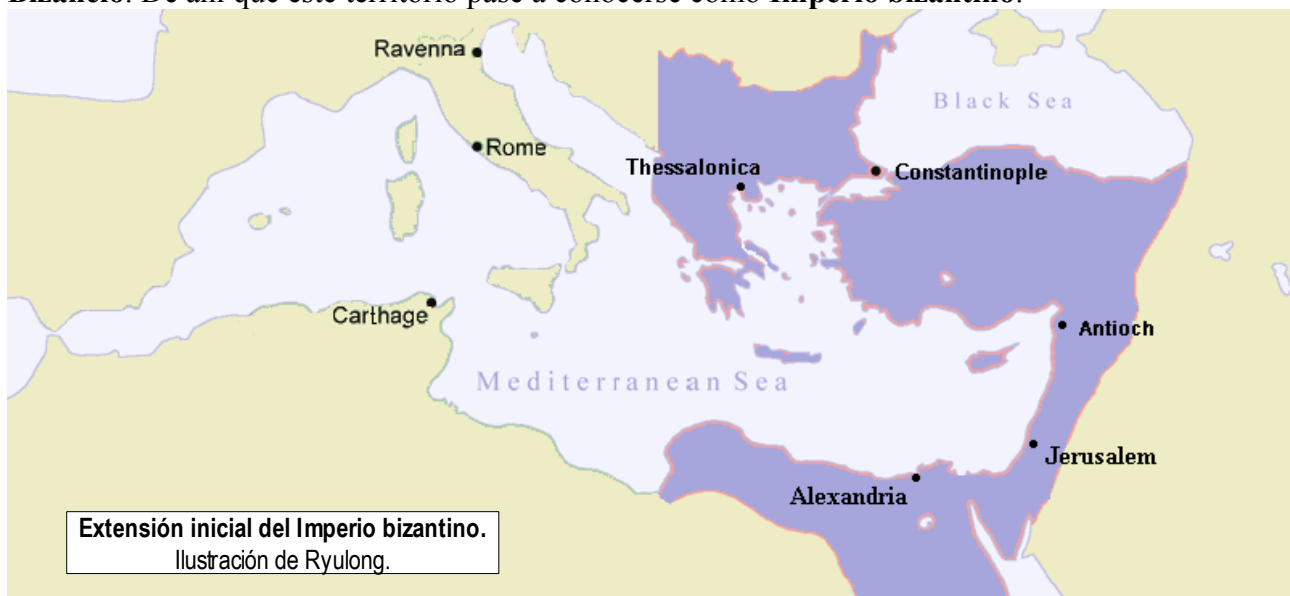 Bizancio. De ahí que este territorio pase a conocerse como Imperio bizantino.
Ravenna
Black Sea
Rome
Thessalonica
Constantinople
Carthage
Antioch
Mediterranean Sea
Jerusalem
Alexandria
Extensión inicial del Imperio bizantino.
Ilustración de Ryulong.